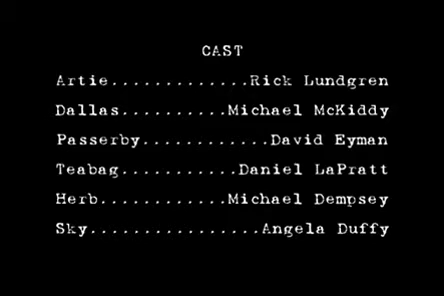 CAST
Artie.............Rick Lundgren
Dallas..........Michael McKiddy
Passerby............David Eyman
Teabag...........Daniel LaPratt
Herb............Michael Dempsey
Sky................Angela Duffy